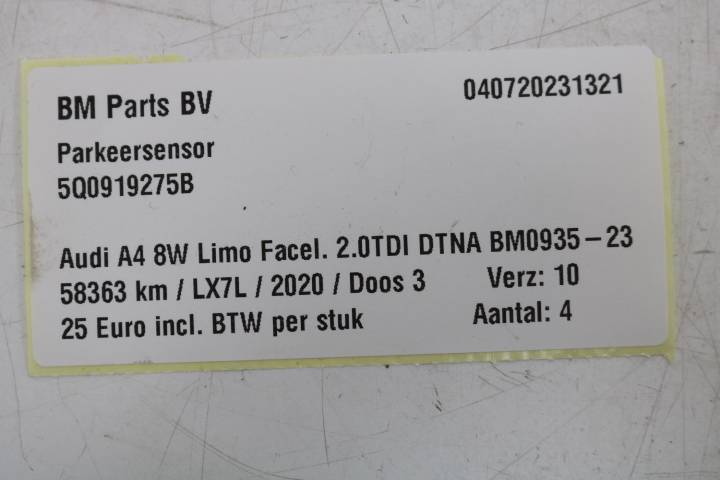 BM Parts BV 040720231321
Parkeersensor
5Q0919275B
Audi A4 8W Limo Facel. 2.0TDI DTNA BM0935-23
58363 km / LX7L / 2020 / Doos 3 Verz: 10
25 Euro incl. BTW per stuk Aantal: 4